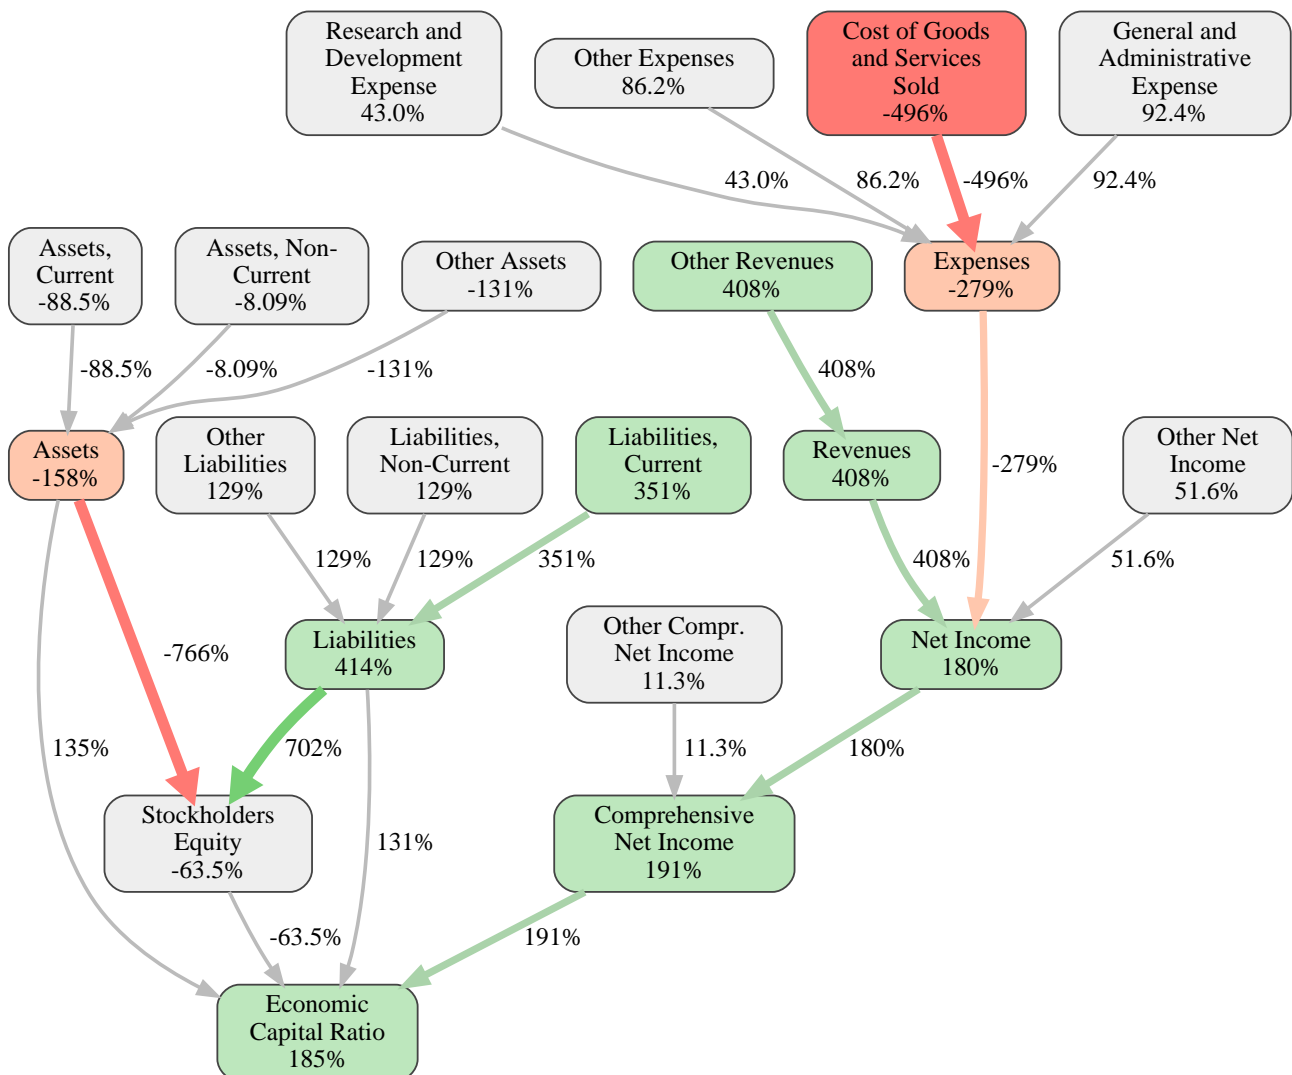 Research and
Development
Expense
43.0%
Other Expenses
86.2%
Cost of Goods
and Services
Sold
-496%
General and
Administrative
Expense
92.4%
43.0%
86.2%
-496%
92.4%
Assets,
Current
-88.5%
Assets, Non-
Current
-8.09%
Other Assets
-131%
Other Revenues
408%
Expenses
-279%
-88.5%
-8.09%
-131%
408%
-279%
Assets
-158%
Other
Liabilities
129%
Liabilities,
Non-Current
129%
Liabilities,
Current
351%
Revenues
408%
Other Net
Income
51.6%
129%
129%
351%
408%
51.6%
-766%
Liabilities
414%
Other Compr.
Net Income
11.3%
Net Income
180%
135%
702%
131%
11.3%
180%
Stockholders
Equity
-63.5%
Comprehensive
Net Income
191%
-63.5%
191%
Economic
Capital Ratio
185%